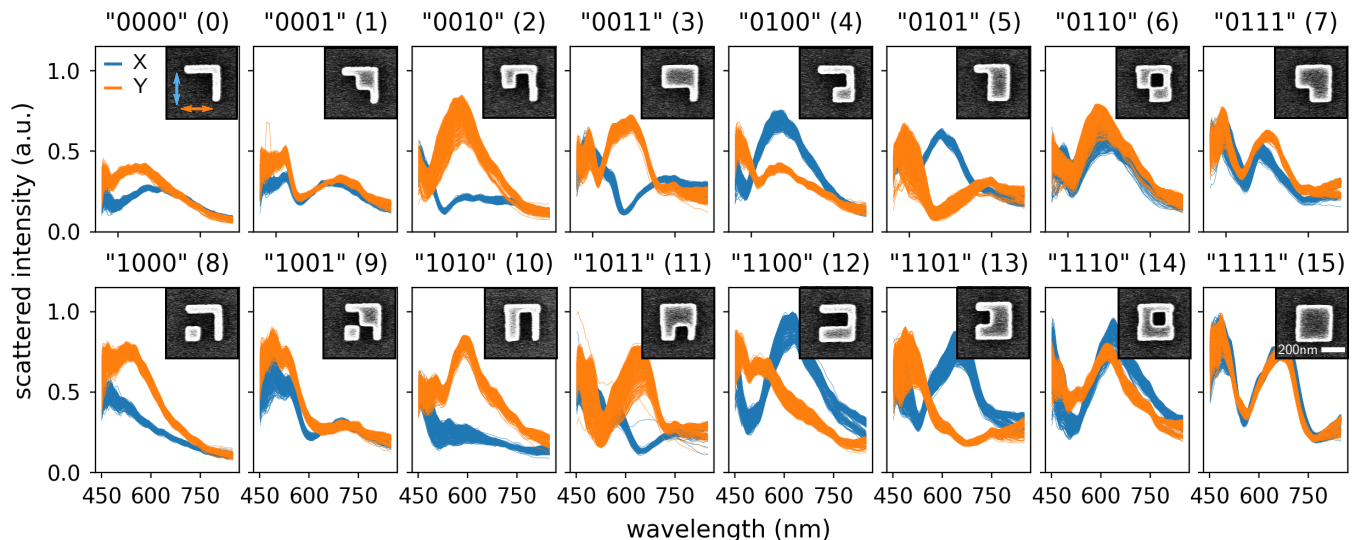 "0000" (0) "0001" (1) "0010" (2) "0011" (3) "0100" (4) "0101" (5) "0110" (6) "0111" (7)
1.0
X
Y
0.5
0.0
scattered intensity (a.u.)
"1000" (8) "1001" (9) "1010" (10) "1011" (11) "1100" (12) "1101" (13) "1110" (14) "1111" (15)
1.0
200nm
0.5
0.0
450 600 750 450 600 750 450 600 750 450 600 750 450 600 750 450 600 750 450 600 750 450 600 750
wavelength (nm)